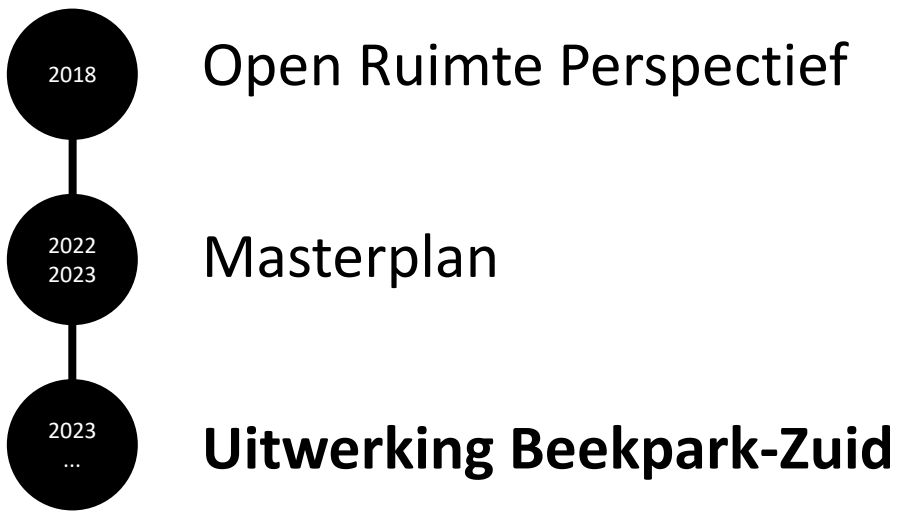 2018
Open Ruimte Perspectief
2022
2023
Masterplan
2023
...
Uitwerking Beekpark-Zuid